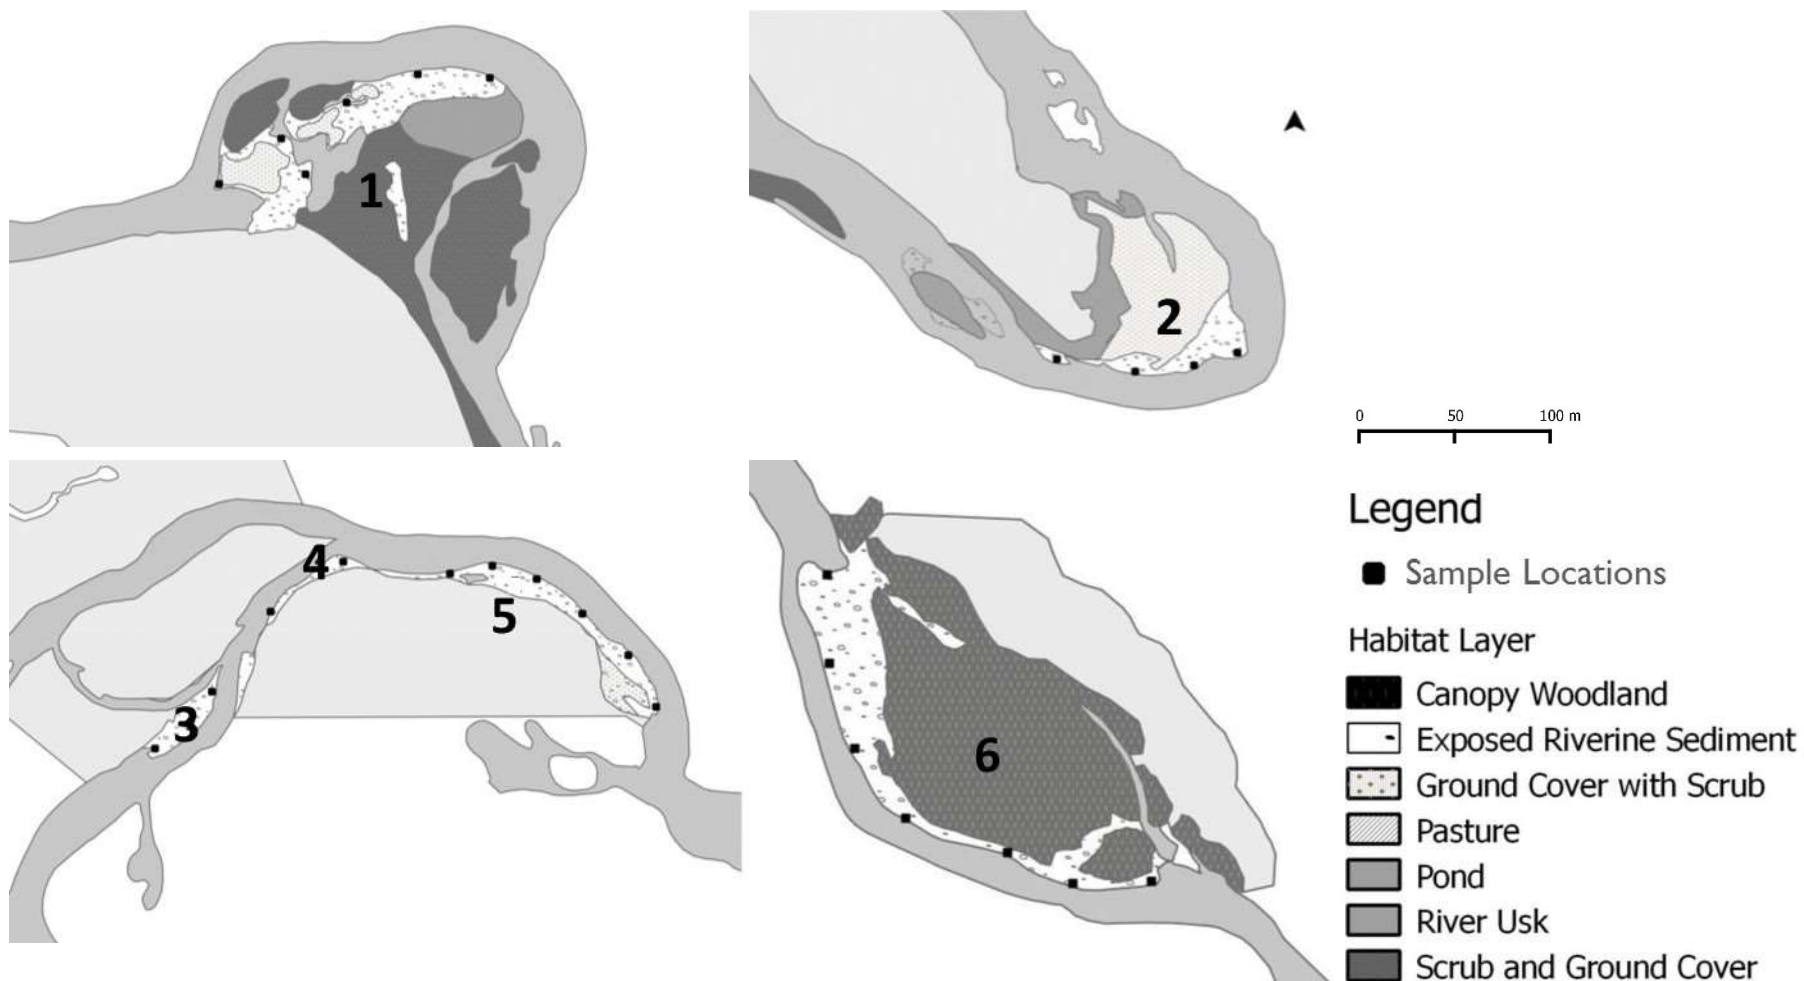 1
2
0 50 100 m
4
5
3
6
Legend
Sample Locations
Habitat Layer
Canopy Woodland
Exposed Riverine Sediment
Ground Cover with Scrub
Pasture
Pond
River Usk
Scrub and Ground Cover